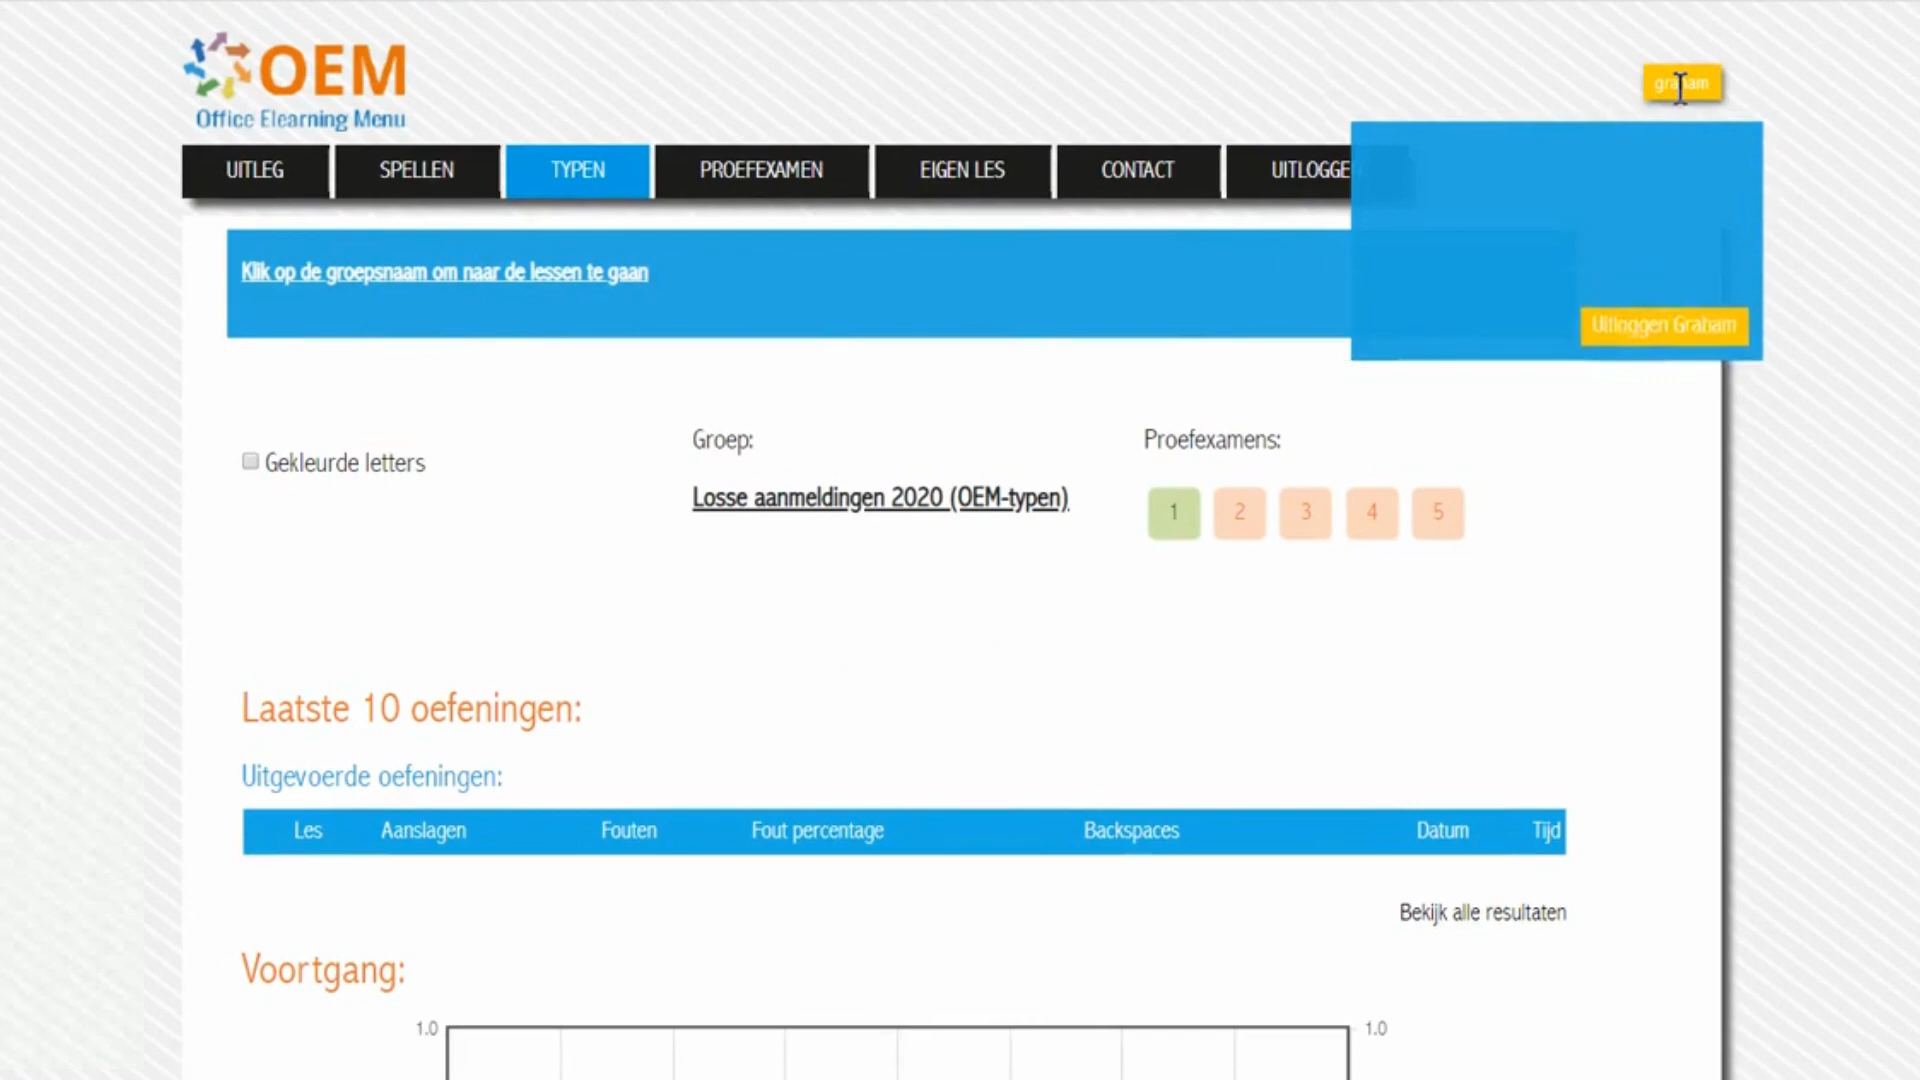 OEM
Office Elearning Menu
graham
UITLEG
SPELLEN
TYPEN
PROEFEXAMEN
EIGEN LES
CONTACT
UITLOGGE
Klik op de groepsnaam om naar de lessen te gaan
Uitloggen Graham
Gekleurde letters
Groep:
Losse aanmeldingen 2020 (OEM-typen)
Proefexamens:
1 2 3 4 5
Laatste 10 oefeningen:
Uitgevoerde oefeningen:
Les Aanslagen Fouten Fout percentage Backspaces Datum Tijd
Bekijk alle resultaten
Voortgang:
1.0 1.0